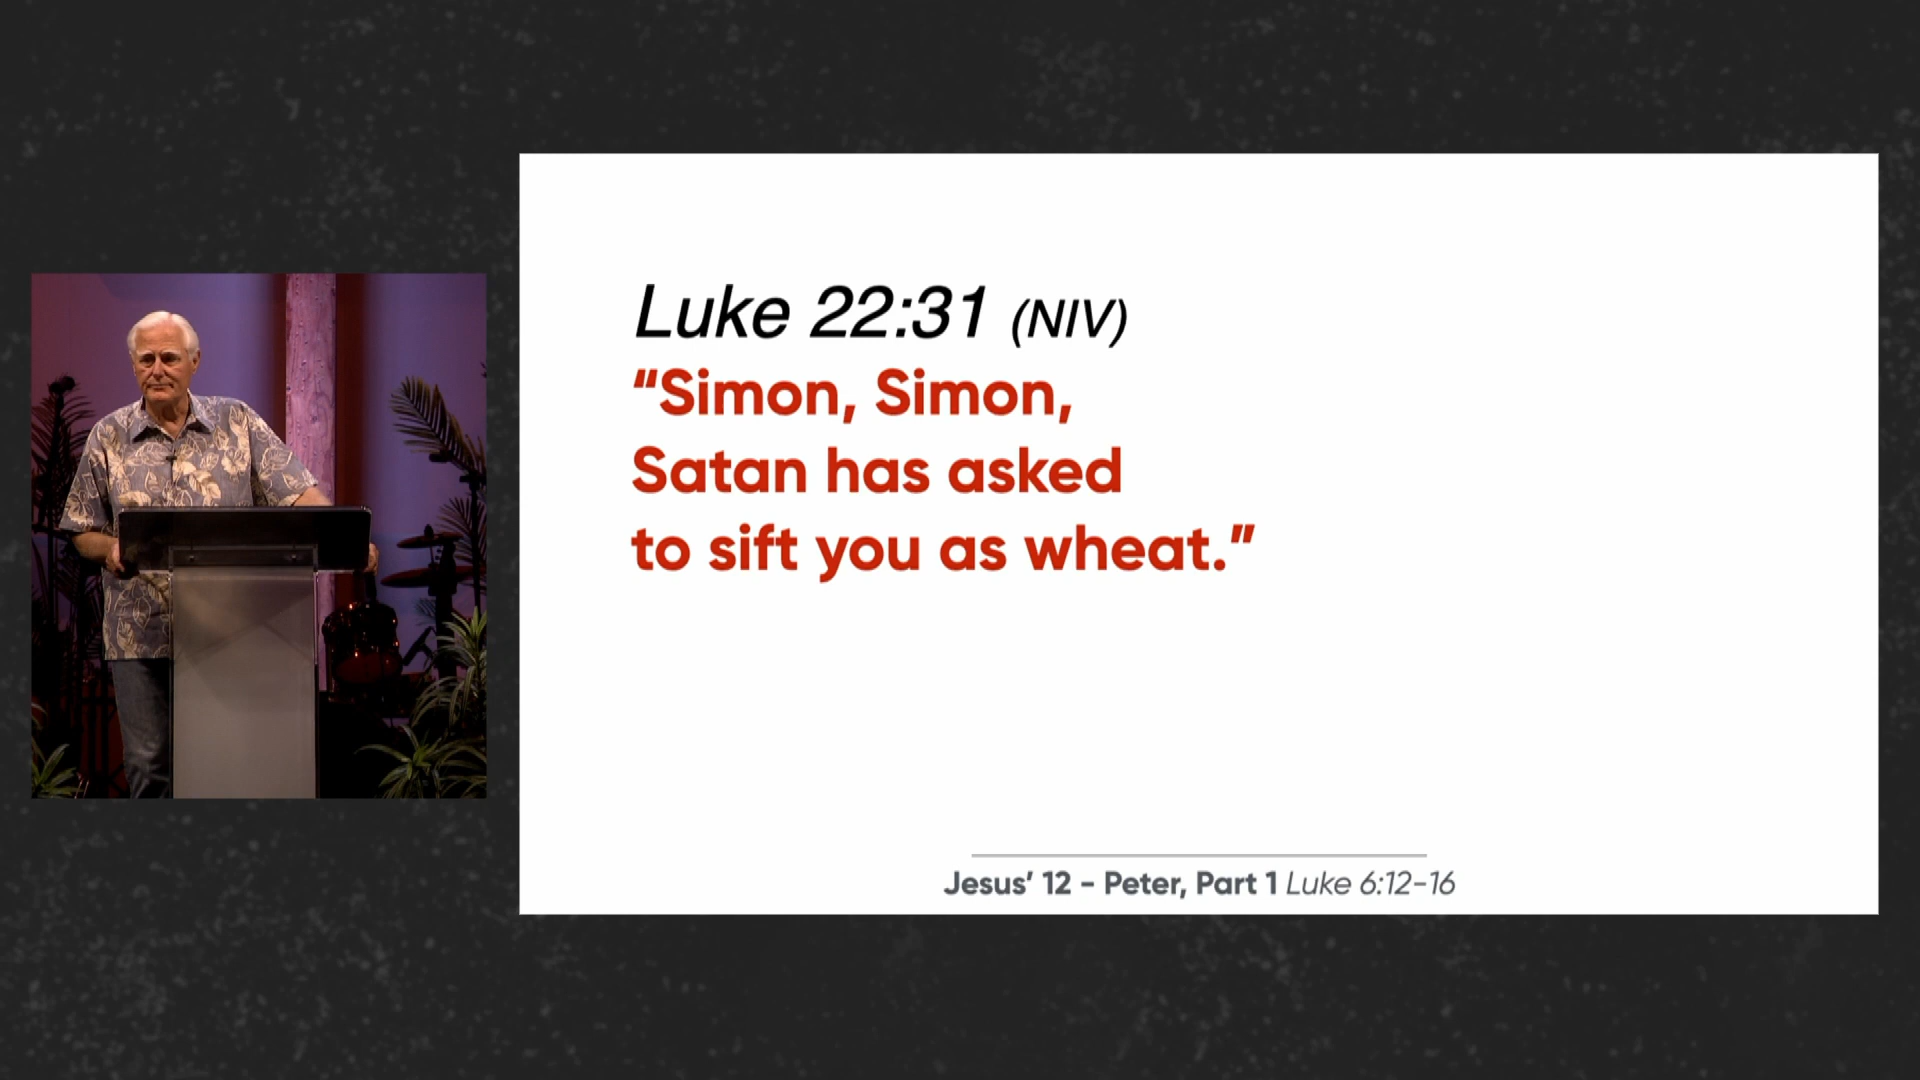 Luke 22:31 (NIV)
“Simon, Simon,
Satan has asked
to sift you as wheat.”
Jesus’ 12 - Peter, Part 1 Luke 6:12-16